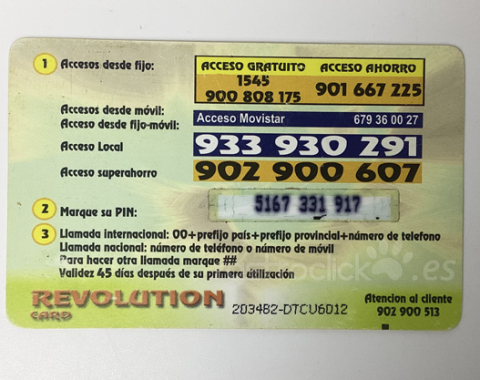 1 Accesos desde fijo:
ACCESO GRATUITO ACCESO AHORRO
1545
900 808 175 901 667 225
Accesos desde móvil: Acceso Movistar 679 36 00 27
Acceso desde fijo-móvil:
Acceso Local 933 930 291
Acceso superahorro 902 900 607
2 Marque su PIN: 5167 331 917
3 Llamada internacional: 00+prefijo país+prefijo provincial+número de telefono
Llamada nacional: número de teléfono o número de móvil
Para hacer otra llamada marque ##
Validez 45 días después de su primera utilización
REVOLUTION
CARD
203482-DTCU6012
Atencion al cliente
902 900 513